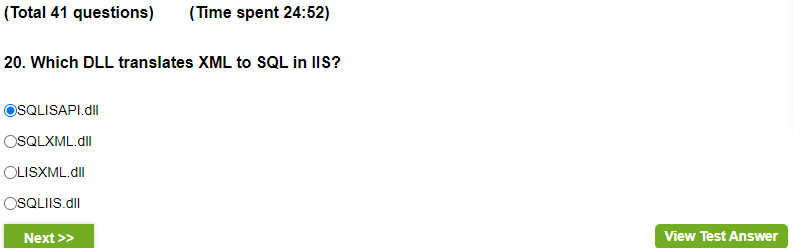 (Total 41 questions) (Time spent 24:52)
20. Which DLL translates XML to SQL in IIS?
SQLISAPI.dll
SQLXML.dll
LISXML.dll
SQLIIS.dll
Next >> View Test Answer